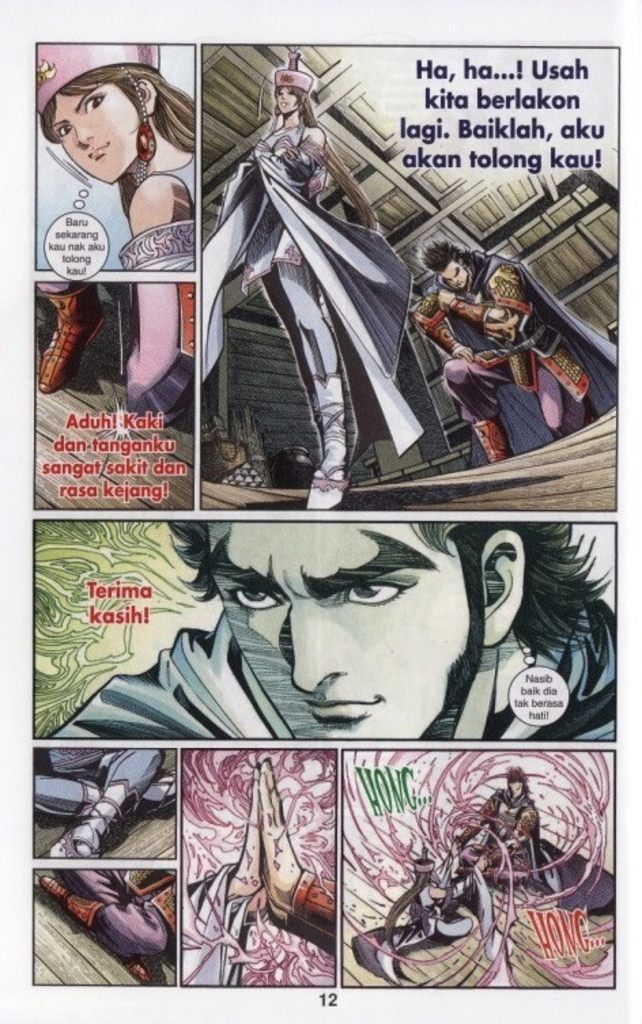 Baru
sekarang
kau nak aku
tolong
kau!
Ha, ha...! Usah
kita berlakon
lagi. Baiklah, aku
akan tolong kau!
Aduh! Kaki
dan tanganku
sangat sakit dan
rasa kejang!
Terima
kasih!
Nasib
baik dia
tak berasa
hati!
HONG...
HONG...
12